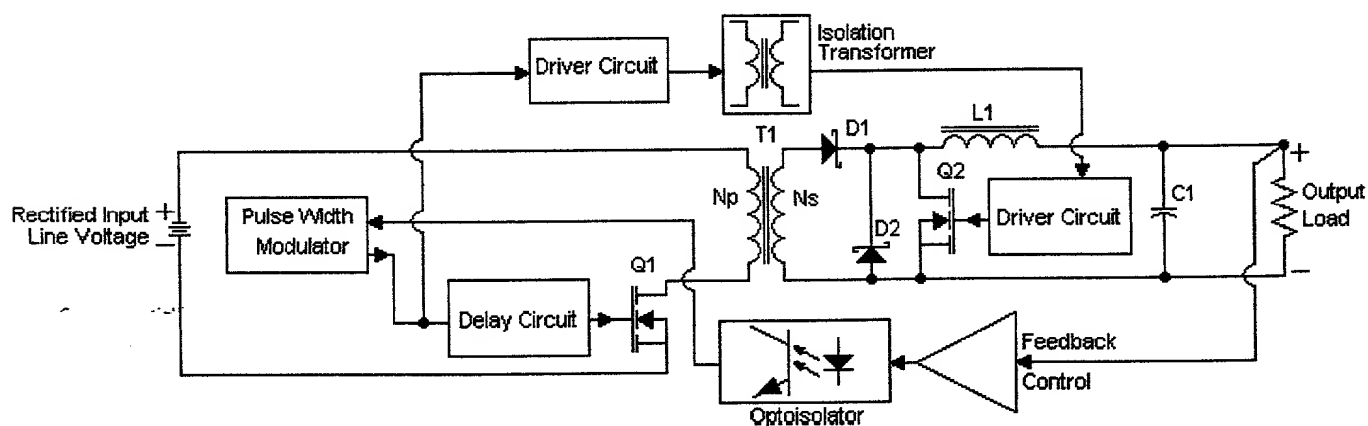 Isolation
Transformer
Driver Circuit
T1
D1
L1
Np
Ns
Q2
Driver Circuit
D2
C1
+
Output
Load
−
Rectified Input
Line Voltage
+
−
Pulse Width
Modulator
Delay Circuit
Q1
Optoisolator
Feedback
Control